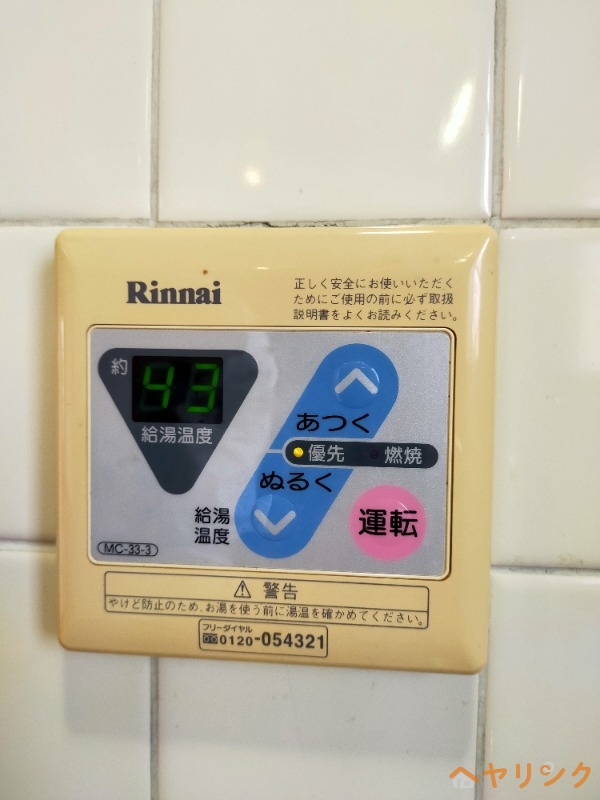 Rinnai
正しく安全にお使いいただく
ためにご使用の前に必ず取扱
説明書をよくお読みください。
約
43
給湯温度
あつく
優先
燃焼
ぬるく
給湯
温度
運転
MC-33-3
⚠ 警告
やけど防止のため、お湯を使う前に湯温を確かめてください。
フリーダイヤル
0120-054321
ヘヤリンク